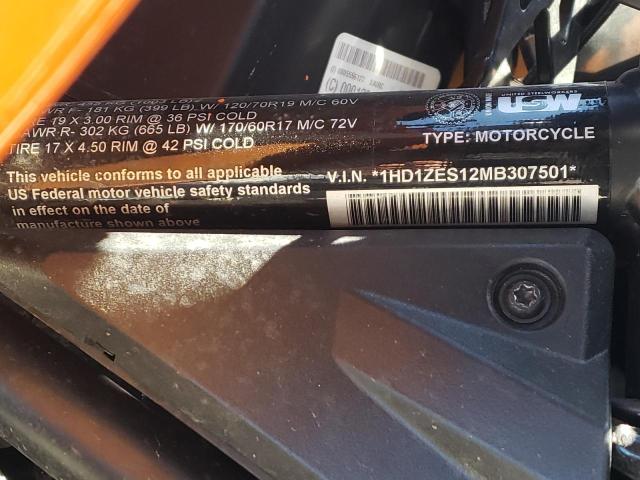 181 KG (399 LB) W/ 120/70R19 M/C 60V
19 X 3.00 RIM @ 36 PSI COLD
GAWR R- 302 KG (665 LB) W/ 170/60R17 M/C 72V
TIRE 17 X 4.50 RIM @ 42 PSI COLD
This vehicle conforms to all applicable
US Federal motor vehicle safety standards
in effect on the date of
manufacture shown above
UNITED STEELWORKERS
USW
TYPE: MOTORCYCLE
V.I.N. *1HD1ZES12MB307501*